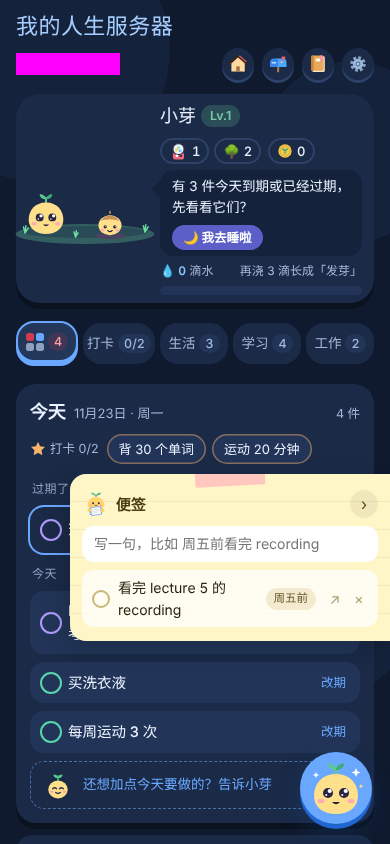 我的人生服务器
小芽 Lv.1
1 2 0
有 3 件今天到期或已经过期，
先看看它们？
我去睡啦
0 滴水 再浇 3 滴长成「发芽」
4 打卡 0/2 生活 3 学习 4 工作 2
今天 11月23日 · 周一 4 件
打卡 0/2 背 30 个单词 运动 20 分钟
过期了
便签 ›
写一句，比如 周五前看完 recording
今天
看完 lecture 5 的 周五前 ↗ ×
recording
买洗衣液 改期
每周运动 3 次 改期
还想加点今天要做的？告诉小芽